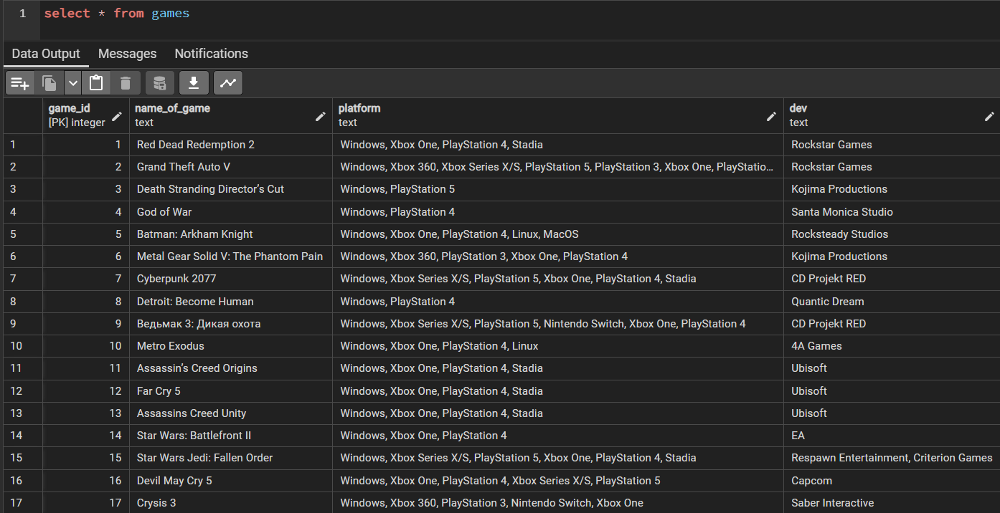 1 select * from games
Data Output Messages Notifications
game_id name_of_game platform dev
[PK] integer text text text
1 1 Red Dead Redemption 2 Windows, Xbox One, PlayStation 4, Stadia Rockstar Games
2 2 Grand Theft Auto V Windows, Xbox 360, Xbox Series X/S, PlayStation 5, PlayStation 3, Xbox One, PlayStatio... Rockstar Games
3 3 Death Stranding Director’s Cut Windows, PlayStation 5 Kojima Productions
4 4 God of War Windows, PlayStation 4 Santa Monica Studio
5 5 Batman: Arkham Knight Windows, Xbox One, PlayStation 4, Linux, MacOS Rocksteady Studios
6 6 Metal Gear Solid V: The Phantom Pain Windows, Xbox 360, PlayStation 3, Xbox One, PlayStation 4 Kojima Productions
7 7 Cyberpunk 2077 Windows, Xbox Series X/S, PlayStation 5, Xbox One, PlayStation 4, Stadia CD Projekt RED
8 8 Detroit: Become Human Windows, PlayStation 4 Quantic Dream
9 9 Ведьмак 3: Дикая охота Windows, Xbox Series X/S, PlayStation 5, Nintendo Switch, Xbox One, PlayStation 4 CD Projekt RED
10 10 Metro Exodus Windows, Xbox One, PlayStation 4, Linux 4A Games
11 11 Assassin’s Creed Origins Windows, Xbox One, PlayStation 4, Stadia Ubisoft
12 12 Far Cry 5 Windows, Xbox One, PlayStation 4, Stadia Ubisoft
13 13 Assassins Creed Unity Windows, Xbox One, PlayStation 4, Stadia Ubisoft
14 14 Star Wars: Battlefront II Windows, Xbox One, PlayStation 4 EA
15 15 Star Wars Jedi: Fallen Order Windows, Xbox Series X/S, PlayStation 5, Xbox One, PlayStation 4, Stadia Respawn Entertainment, Criterion Games
16 16 Devil May Cry 5 Windows, Xbox One, PlayStation 4, Xbox Series X/S, PlayStation 5 Capcom
17 17 Crysis 3 Windows, Xbox 360, PlayStation 3, Nintendo Switch, Xbox One Saber Interactive